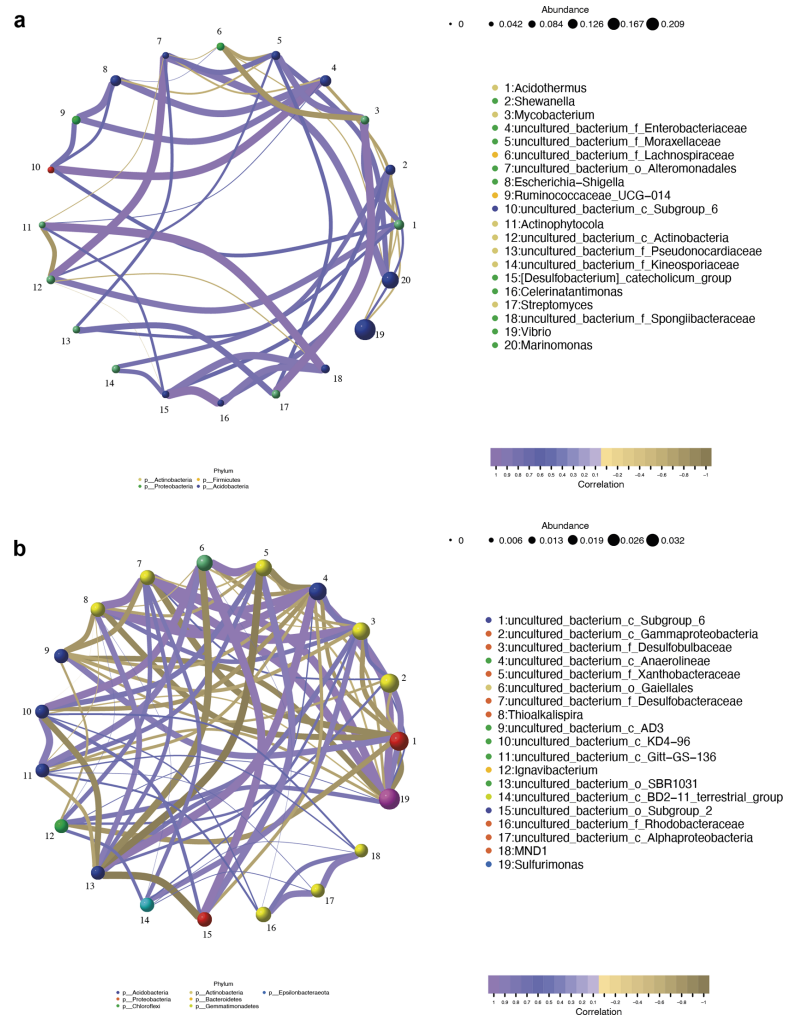 a
Abundance
0 0.042 0.084 0.126 0.167 0.209
1
2
3
4
5
6
7
8
9
10
11
12
13
14
15
16
17
18
19
20
1:Acidothermus
2:Shewanella
3:Mycobacterium
4:uncultured_bacterium_f_Enterobacteriaceae
5:uncultured_bacterium_f_Moraxellaceae
6:uncultured_bacterium_f_Lachnospiraceae
7:uncultured_bacterium_o_Alteromonadales
8:Escherichia-Shigella
9:Ruminococcaceae_UCG-014
10:uncultured_bacterium_c_Subgroup_6
11:Actinophytocola
12:uncultured_bacterium_c_Actinobacteria
13:uncultured_bacterium_f_Pseudonocardiaceae
14:uncultured_bacterium_f_Kineosporiaceae
15:[Desulfobacterium]_catecholicum_group
16:Celerinatantimonas
17:Streptomyces
18:uncultured_bacterium_f_Spongiibacteraceae
19:Vibrio
20:Marinomonas
Phylum
p__Actinobacteria p__Firmicutes
p__Proteobacteria p__Acidobacteria
1 0.9 0.8 0.6 0.5 0.4 0.3 0.2 0.1 -0.2 -0.4 -0.6 -0.8 -1
Correlation
b
Abundance
0 0.006 0.013 0.019 0.026 0.032
1
2
3
4
5
6
7
8
9
10
11
12
13
14
15
16
17
18
19
1:uncultured_bacterium_c_Subgroup_6
2:uncultured_bacterium_c_Gammaproteobacteria
3:uncultured_bacterium_f_Desulfobulbaceae
4:uncultured_bacterium_c_Anaerolineae
5:uncultured_bacterium_f_Xanthobacteraceae
6:uncultured_bacterium_o_Gaiellales
7:uncultured_bacterium_f_Desulfobacteraceae
8:Thioalkalispira
9:uncultured_bacterium_c_AD3
10:uncultured_bacterium_c_KD4-96
11:uncultured_bacterium_c_Gitt-GS-136
12:Ignavibacterium
13:uncultured_bacterium_o_SBR1031
14:uncultured_bacterium_c_BD2-11_terrestrial_group
15:uncultured_bacterium_o_Subgroup_2
16:uncultured_bacterium_f_Rhodobacteraceae
17:uncultured_bacterium_c_Alphaproteobacteria
18:MND1
19:Sulfurimonas
Phylum
p__Acidobacteria p__Actinobacteria p__Epsilonbacteraeota
p__Proteobacteria p__Bacteroidetes
p__Chloroflexi p__Gemmatimonadetes
1 0.9 0.8 0.6 0.5 0.4 0.3 0.2 0.1 -0.2 -0.4 -0.6 -0.8 -1
Correlation